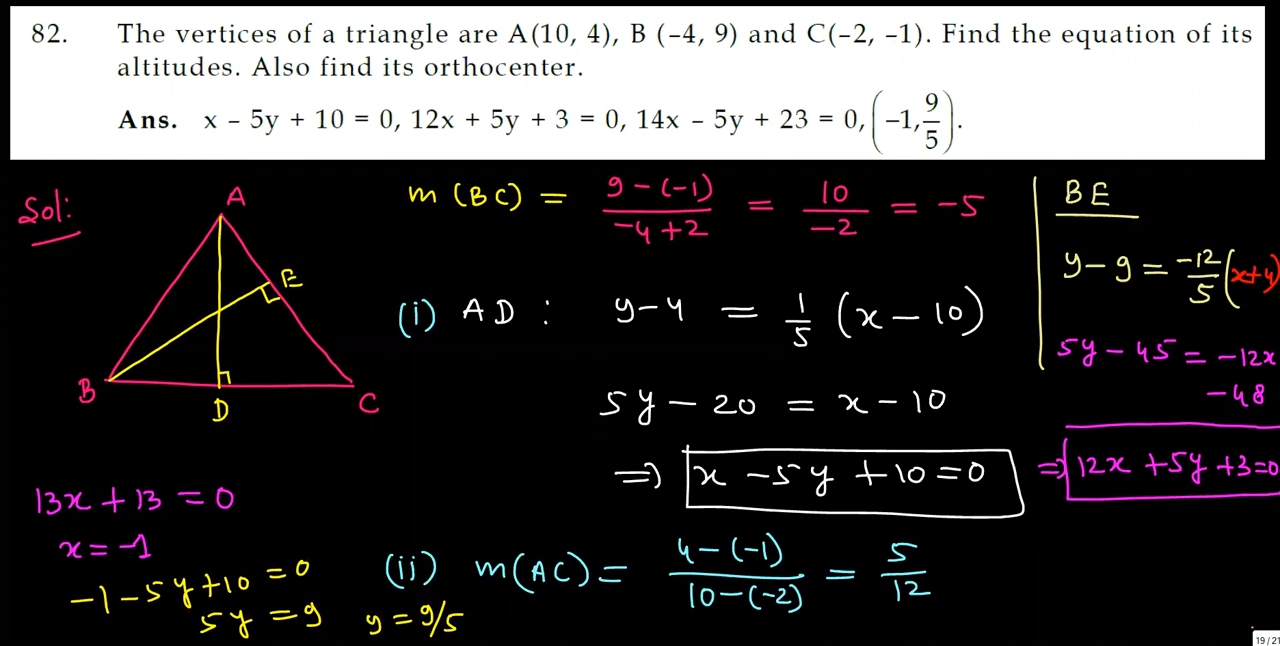 82. The vertices of a triangle are A(10, 4), B (−4, 9) and C(−2, −1). Find the equation of its
altitudes. Also find its orthocenter.
Ans. x − 5y + 10 = 0, 12x + 5y + 3 = 0, 14x − 5y + 23 = 0, (−1, 9/5).
Sol:
A
E
B
D
C
m (BC) = (9 − (−1))/(−4 + 2) = 10/−2 = −5
(i) AD : y − 4 = 1/5 (x − 10)
5y − 20 = x − 10
⇒ x − 5y + 10 = 0
(ii) m(AC) = (4 − (−1))/(10 − (−2)) = 5/12
BE
y − 9 = −12/5 (x + 4)
5y − 45 = −12x
− 48
⇒ 12x + 5y + 3 = 0
13x + 13 = 0
x = −1
−1 − 5y + 10 = 0
5y = 9 y = 9/5
19 / 21